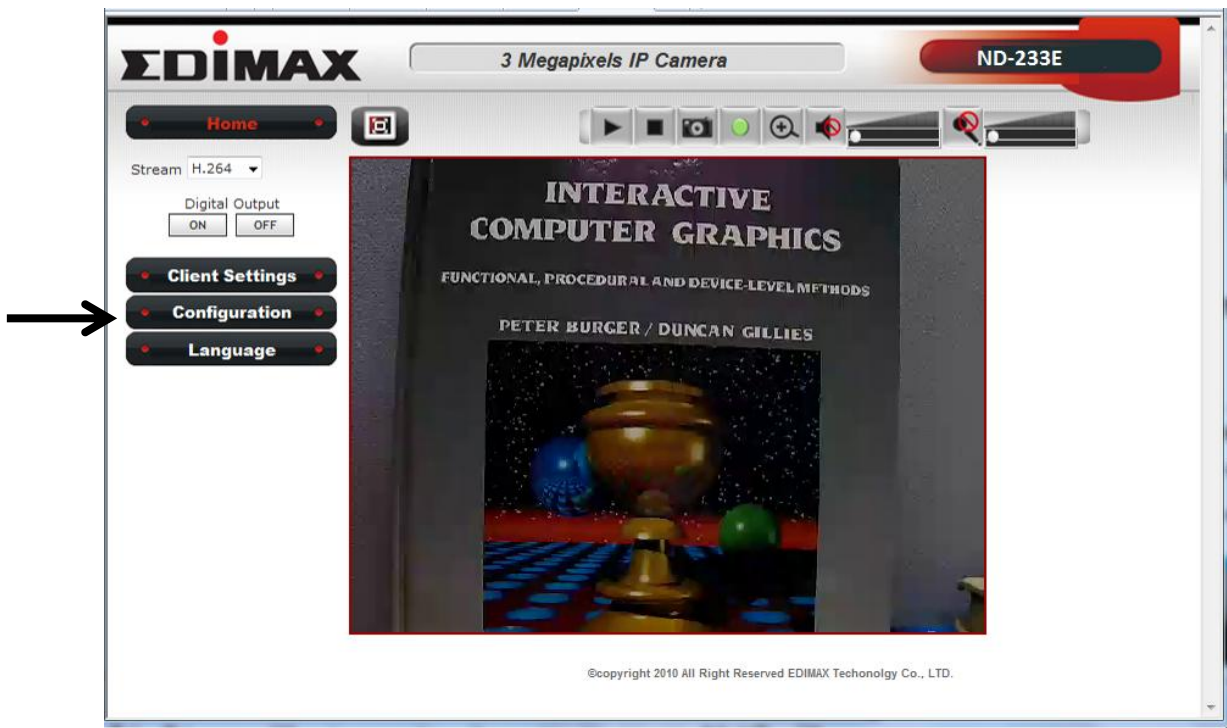 EDIMAX
3 Megapixels IP Camera
ND-233E
Home
Stream H.264
Digital Output
ON OFF
Client Settings
Configuration
Language
INTERACTIVE
COMPUTER GRAPHICS
FUNCTIONAL, PROCEDURAL AND DEVICE-LEVEL METHODS
PETER BURGER / DUNCAN GILLIES
©copyright 2010 All Right Reserved EDIMAX Techonolgy Co., LTD.